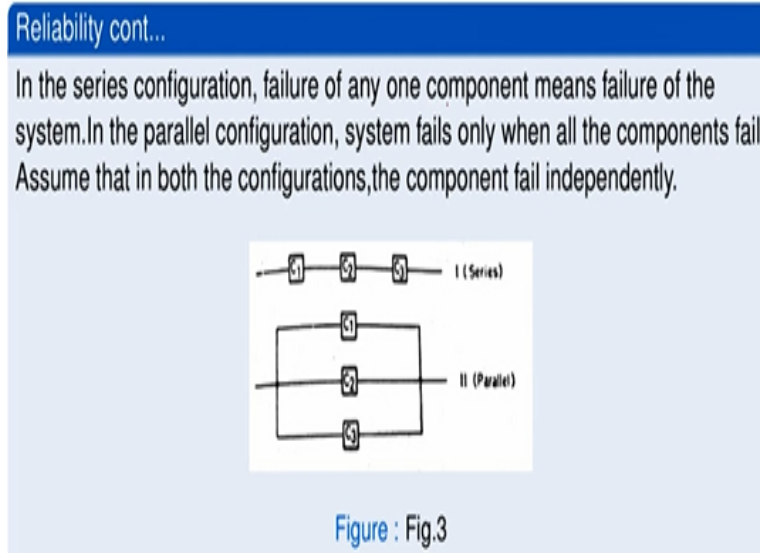 Reliability cont...
In the series configuration, failure of any one component means failure of the
system.In the parallel configuration, system fails only when all the components fail
Assume that in both the configurations,the component fail independently.
C1 C2 C3 I (Series)
C1
C2 II (Parallel)
C3
Figure : Fig.3